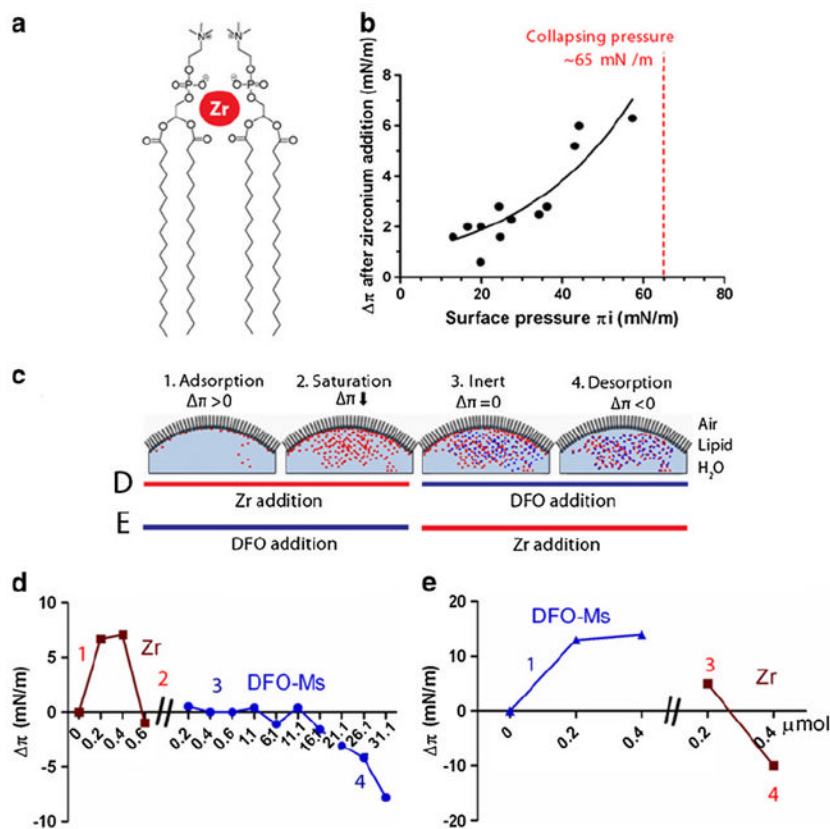 a
N⊕
⊕N
O
O
⊖
⊖
O
O
O=P-O
O-P=O
O
O
Zr
O
O
O
O
O
O
O
O
b
Collapsing pressure
~65 mN /m
Δπ after zirconium addition (mN/m)
8
6
4
2
0
0 20 40 60 80
Surface pressure πi (mN/m)
c
1. Adsorption 2. Saturation 3. Inert 4. Desorption
Δπ >0 Δπ⬇ Δπ=0 Δπ <0
Air
Lipid
H₂O
D
Zr addition DFO addition
E
DFO addition Zr addition
d
Δπ (mN/m)
10
5
0
-5
-10
1
Zr
2
3
DFO-Ms
4
0 0.2 0.4 0.6 0.2 0.4 0.6 1.1 6.1 11.1 16.1 21.1 26.1 31.1
e
Δπ (mN/m)
20
10
0
-10
-20
DFO-Ms
1
3
Zr
4
0 0.2 0.4 0.2 0.4 μmol